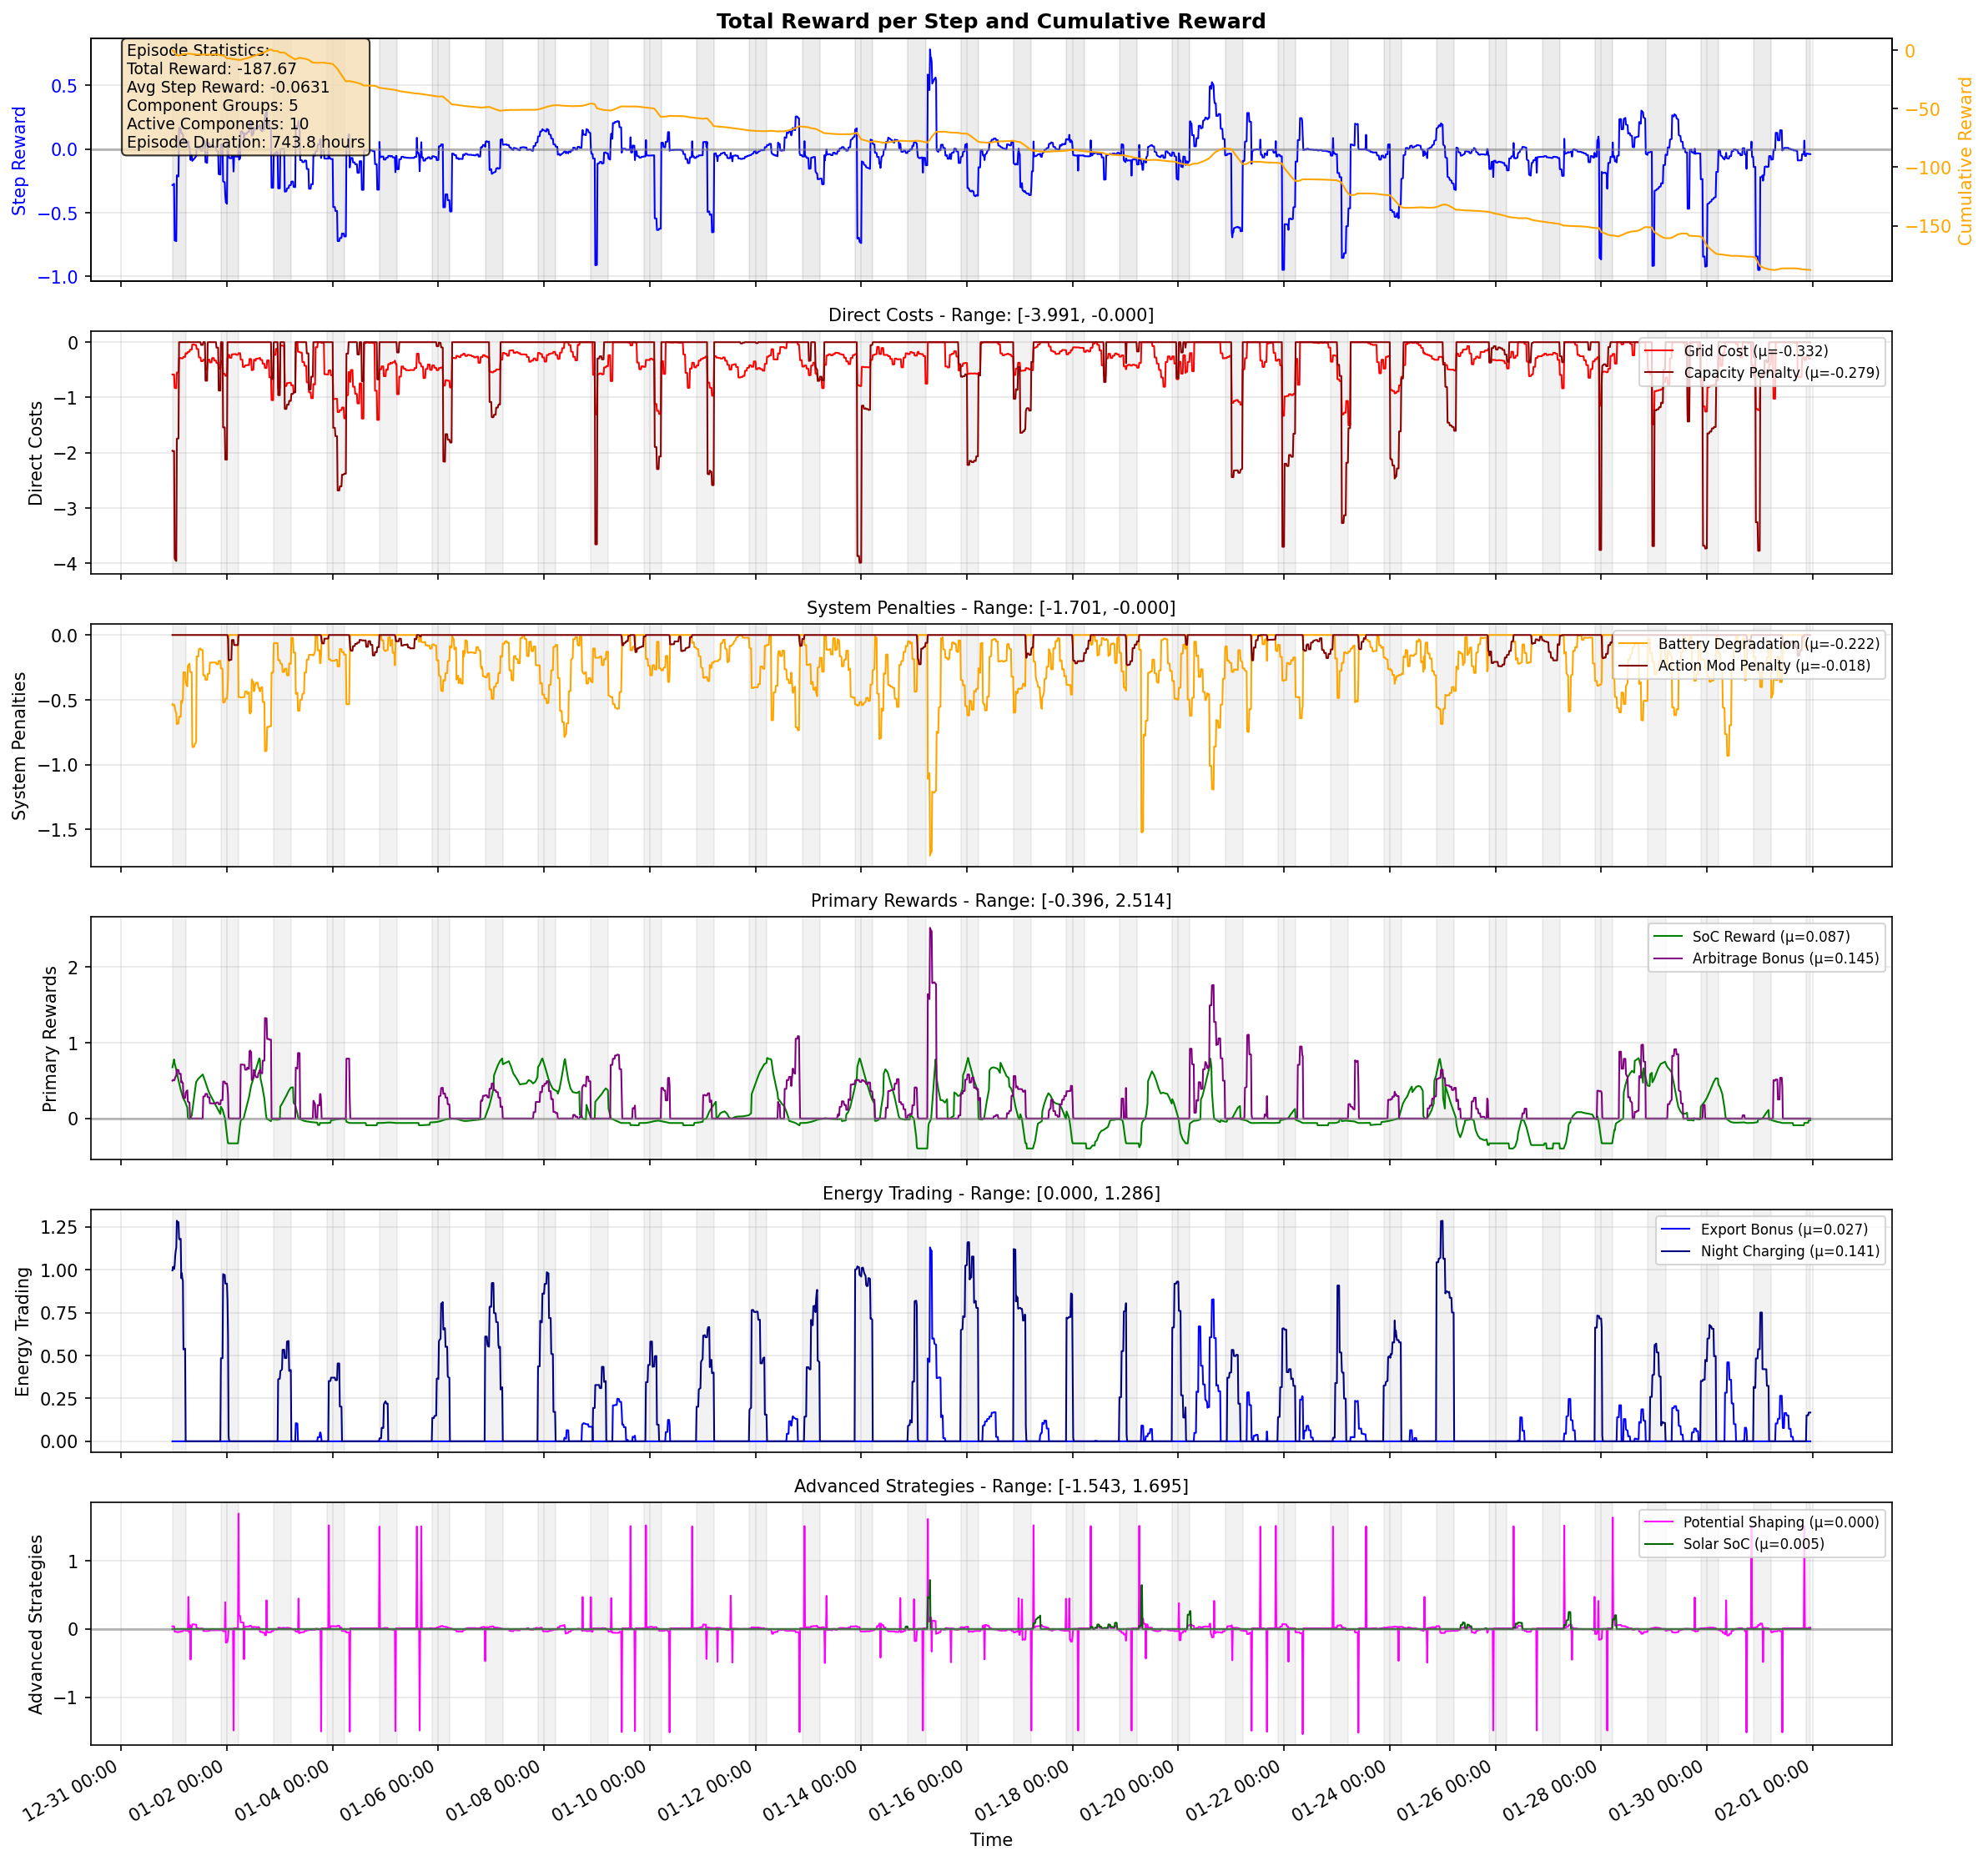 Total Reward per Step and Cumulative Reward
Episode Statistics:
Total Reward: -187.67
Avg Step Reward: -0.0631
Component Groups: 5
Active Components: 10
Episode Duration: 743.8 hours
Step Reward
0.5
0.0
−0.5
−1.0
Cumulative Reward
0
−50
−100
−150
Direct Costs - Range: [-3.991, -0.000]
Direct Costs
0
−1
−2
−3
−4
Grid Cost (μ=-0.332)
Capacity Penalty (μ=-0.279)
System Penalties - Range: [-1.701, -0.000]
System Penalties
0.0
−0.5
−1.0
−1.5
Battery Degradation (μ=-0.222)
Action Mod Penalty (μ=-0.018)
Primary Rewards - Range: [-0.396, 2.514]
Primary Rewards
2
1
0
SoC Reward (μ=0.087)
Arbitrage Bonus (μ=0.145)
Energy Trading - Range: [0.000, 1.286]
Energy Trading
1.25
1.00
0.75
0.50
0.25
0.00
Export Bonus (μ=0.027)
Night Charging (μ=0.141)
Advanced Strategies - Range: [-1.543, 1.695]
Advanced Strategies
1
0
−1
Potential Shaping (μ=0.000)
Solar SoC (μ=0.005)
12-31 00:00
01-02 00:00
01-04 00:00
01-06 00:00
01-08 00:00
01-10 00:00
01-12 00:00
01-14 00:00
01-16 00:00
01-18 00:00
01-20 00:00
01-22 00:00
01-24 00:00
01-26 00:00
01-28 00:00
01-30 00:00
02-01 00:00
Time